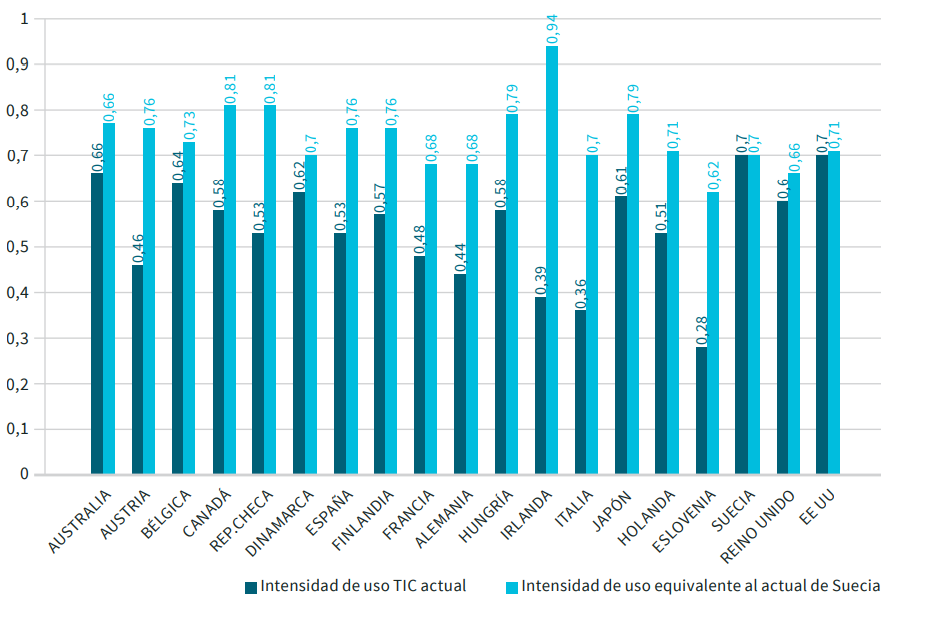 1
0,9
0,8
0,7
0,6
0,5
0,4
0,3
0,2
0,1
0
0,66 0,66
0,46 0,76
0,64 0,73
0,58 0,81
0,53 0,81
0,62 0,7
0,53 0,76
0,57 0,76
0,48 0,68
0,44 0,68
0,58 0,79
0,39 0,94
0,36 0,7
0,61 0,79
0,51 0,71
0,28 0,62
0,7 0,7
0,6 0,66
0,7 0,71
AUSTRALIA
AUSTRIA
BÉLGICA
CANADÁ
REP.CHECA
DINAMARCA
ESPAÑA
FINLANDIA
FRANCIA
ALEMANIA
HUNGRÍA
IRLANDA
ITALIA
JAPÓN
HOLANDA
ESLOVENIA
SUECIA
REINO UNIDO
EE UU
Intensidad de uso TIC actual
Intensidad de uso equivalente al actual de Suecia